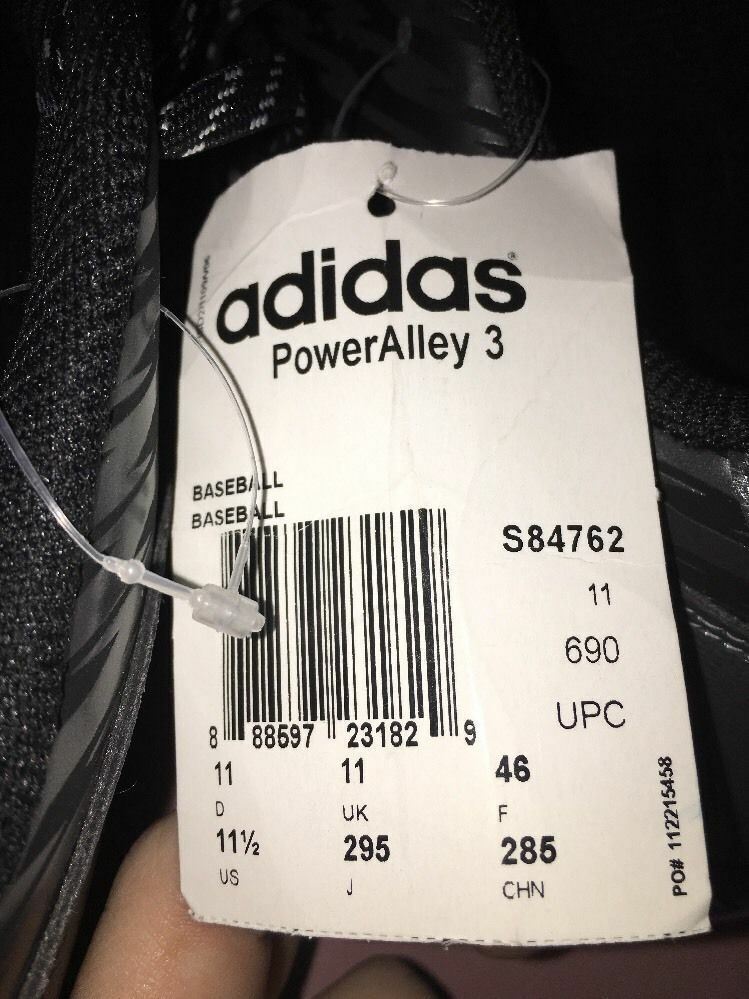 adidas®
PowerAlley 3
BASEBALL
BASEBALL
S84762
11
690
UPC
8 88597 23182 9
11 11 46
D UK F
11½ 295 285
US J CHN
PO# 112215458